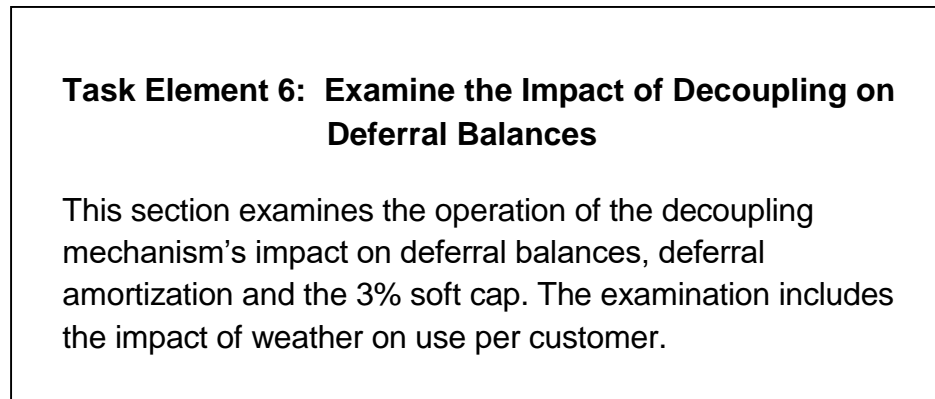 Task Element 6:  Examine the Impact of Decoupling on
Deferral Balances
This section examines the operation of the decoupling
mechanism’s impact on deferral balances, deferral
amortization and the 3% soft cap. The examination includes
the impact of weather on use per customer.